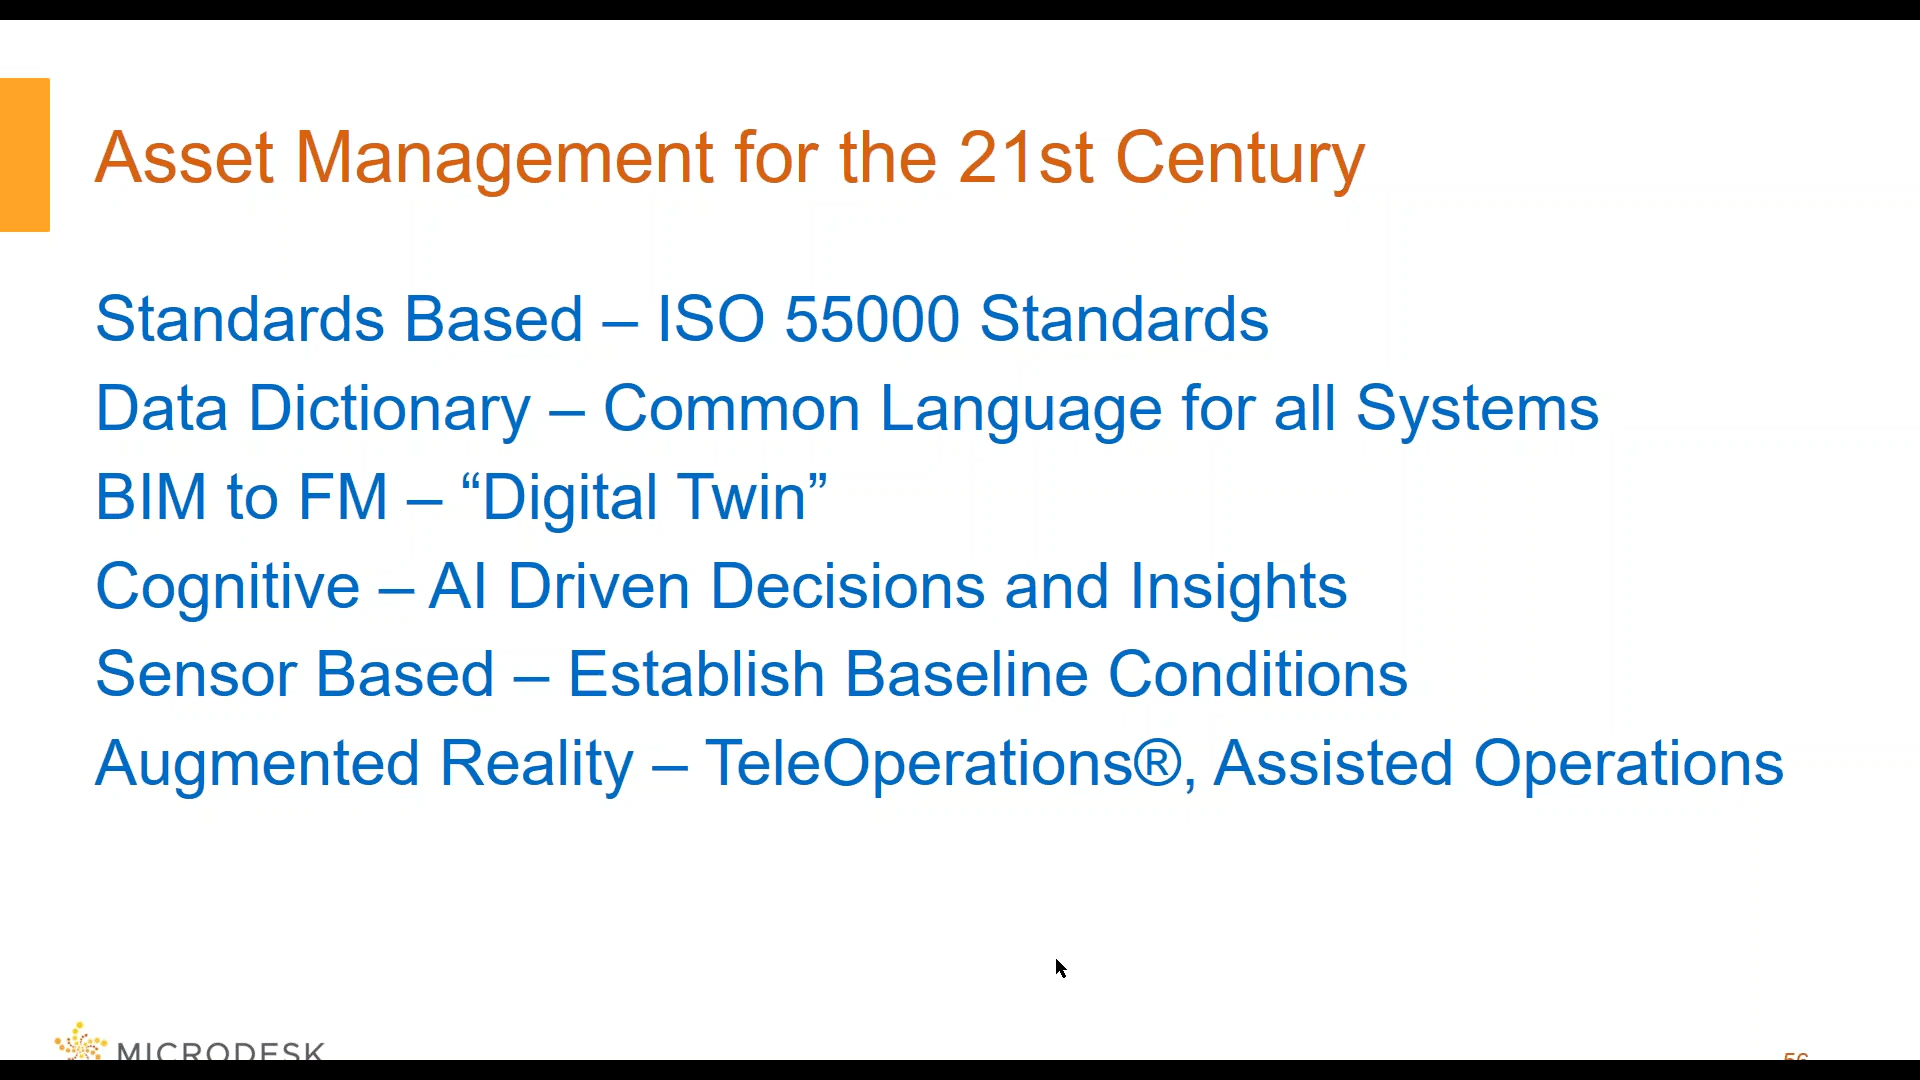 Asset Management for the 21st Century
Standards Based – ISO 55000 Standards
Data Dictionary – Common Language for all Systems
BIM to FM – “Digital Twin”
Cognitive – AI Driven Decisions and Insights
Sensor Based – Establish Baseline Conditions
Augmented Reality – TeleOperations®, Assisted Operations
MICRODESK